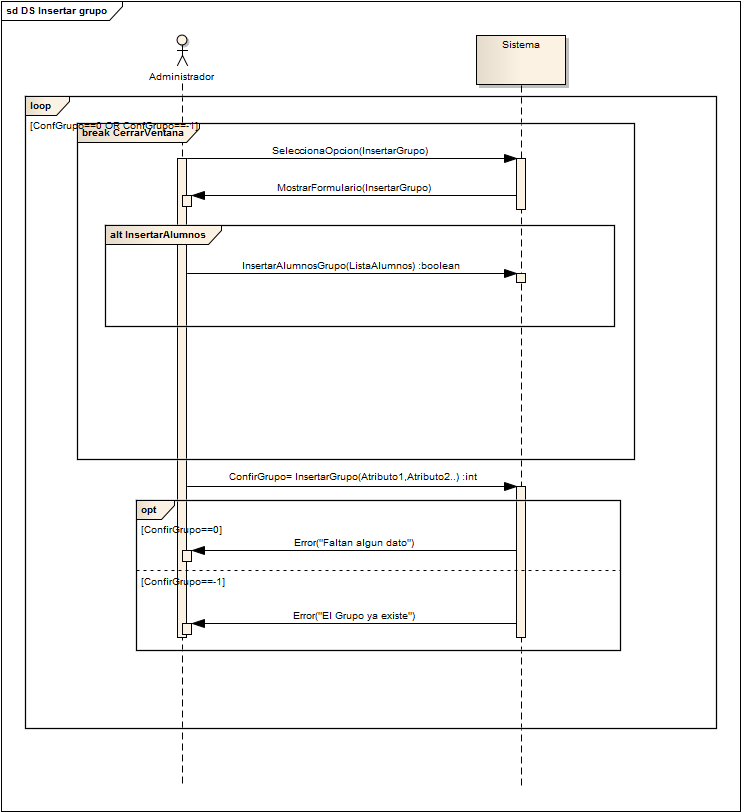 sd DS Insertar grupo
Sistema
Administrador
loop
[ConfGrupo==0 OR ConfGrupo==-1]
break CerrarVentana
SeleccionaOpcion(InsertarGrupo)
MostrarFormulario(InsertarGrupo)
alt InsertarAlumnos
InsertarAlumnosGrupo(ListaAlumnos) :boolean
ConfirGrupo= InsertarGrupo(Atributo1,Atributo2..) :int
opt
[ConfirGrupo==0]
Error("Faltan algun dato")
[ConfirGrupo==-1]
Error("El Grupo ya existe")